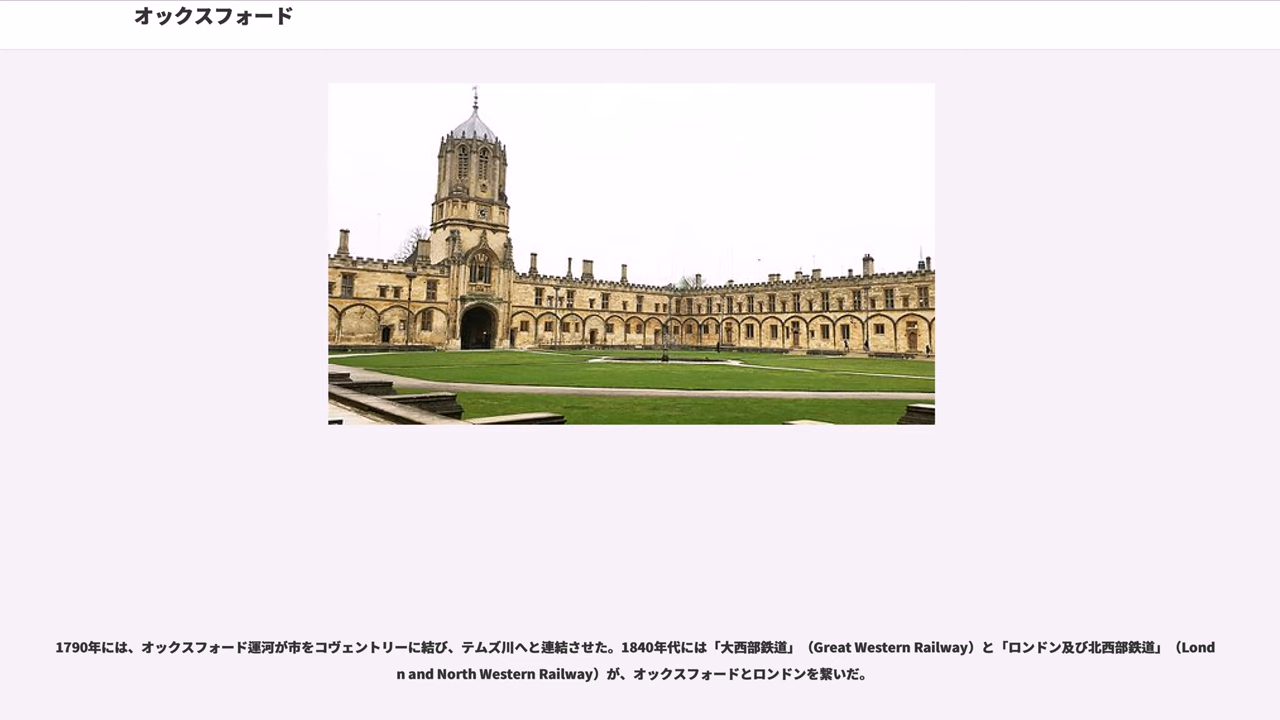 オックスフォード
1790年には、オックスフォード運河が市をコヴェントリーに結び、テムズ川へと連結させた。1840年代には「大西部鉄道」（Great Western Railway）と「ロンドン及び北西部鉄道」（Lond
n and North Western Railway）が、オックスフォードとロンドンを繋いだ。